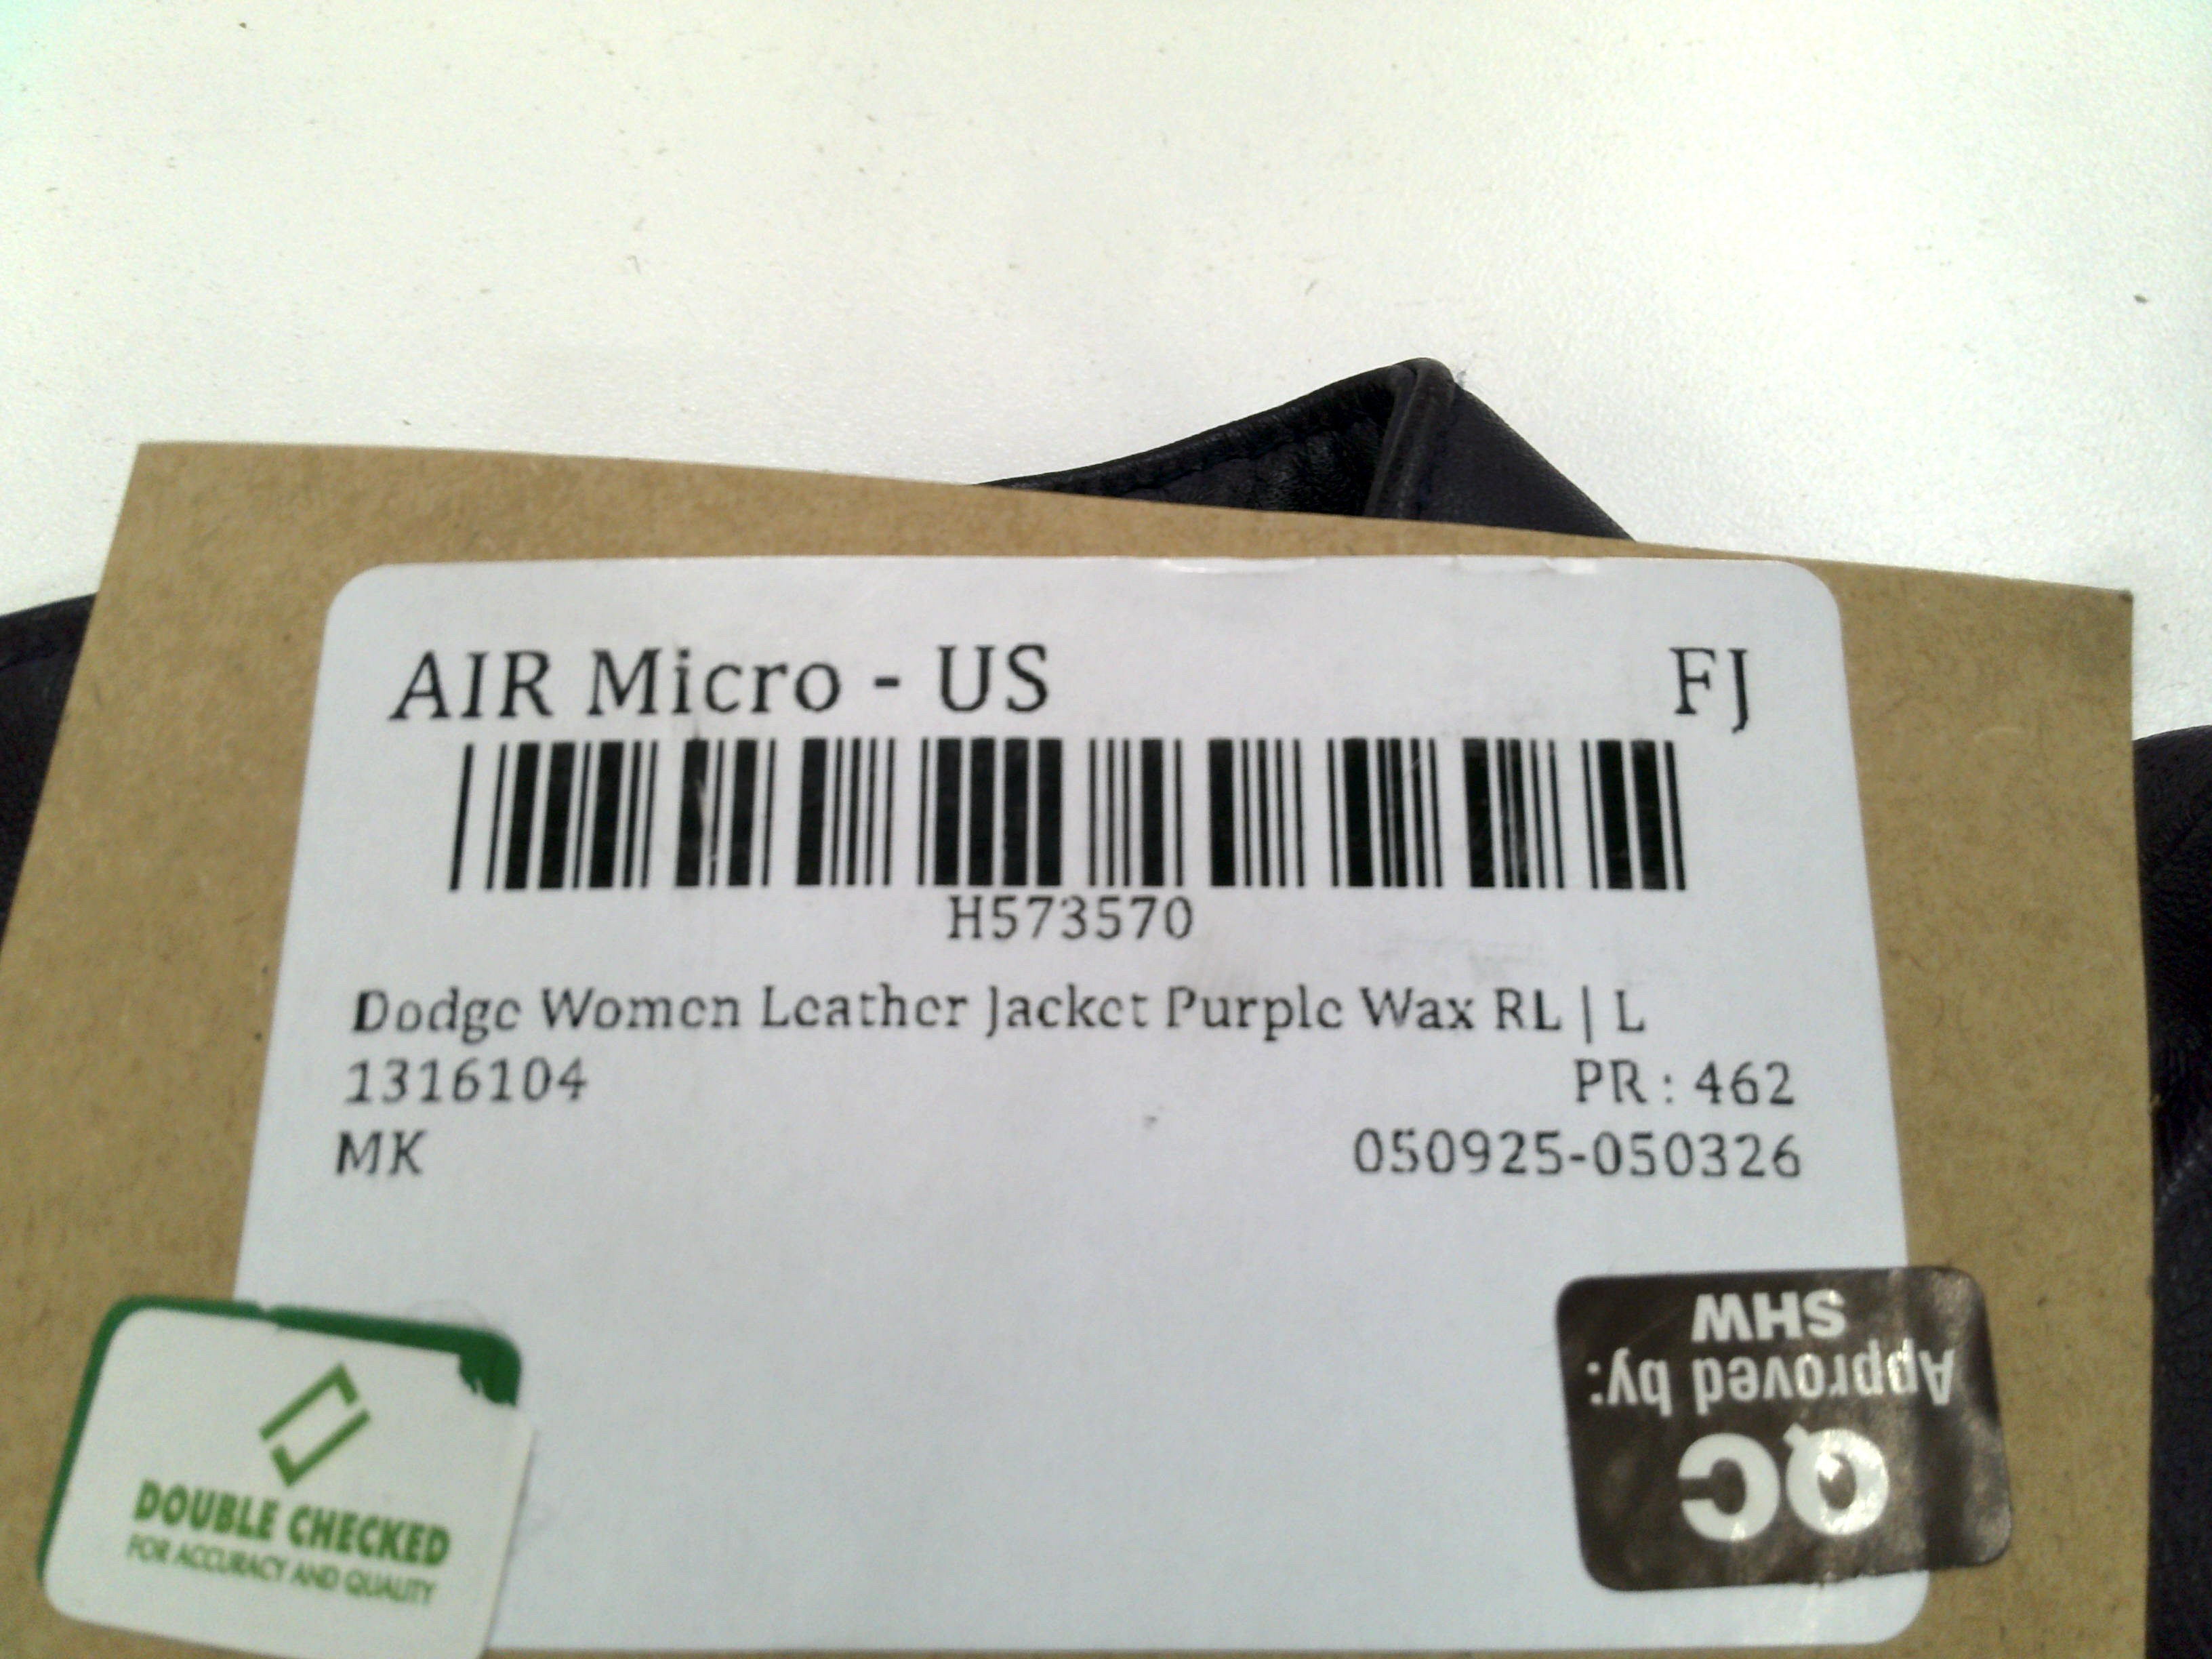 AIR Micro - US FJ
H573570
Dodge Women Leather Jacket Purple Wax RL | L
1316104 PR : 462
MK 050925-050326
DOUBLE CHECKED
FOR ACCURACY AND QUALITY
QC
Approved by:
SHW